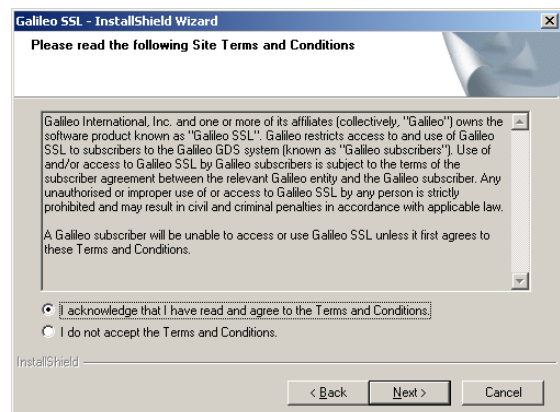 Galileo SSL - InstallShield Wizard
Please read the following Site Terms and Conditions
Galileo International, Inc. and one or more of its affiliates (collectively, "Galileo") owns the
software product known as "Galileo SSL". Galileo restricts access to and use of Galileo
SSL to subscribers to the Galileo GDS system (known as "Galileo subscribers"). Use of
and/or access to Galileo SSL by Galileo subscribers is subject to the terms of the
subscriber agreement between the relevant Galileo entity and the Galileo subscriber. Any
unauthorised or improper use of or access to Galileo SSL by any person is strictly
prohibited and may result in civil and criminal penalties in accordance with applicable law.
A Galileo subscriber will be unable to access or use Galileo SSL unless it first agrees to
these Terms and Conditions.
I acknowledge that I have read and agree to the Terms and Conditions.
I do not accept the Terms and Conditions.
InstallShield
< Back
Next >
Cancel